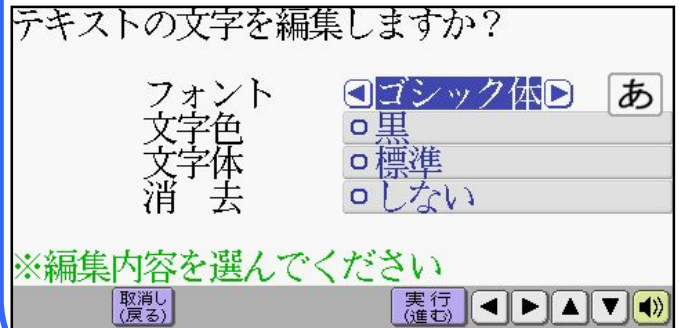 テキストの文字を編集しますか？
フォント ゴシック体 あ
文字色 黒
文字体 標準
消　去 しない
※編集内容を選んでください
取消し
(戻る)
実 行
(進む)